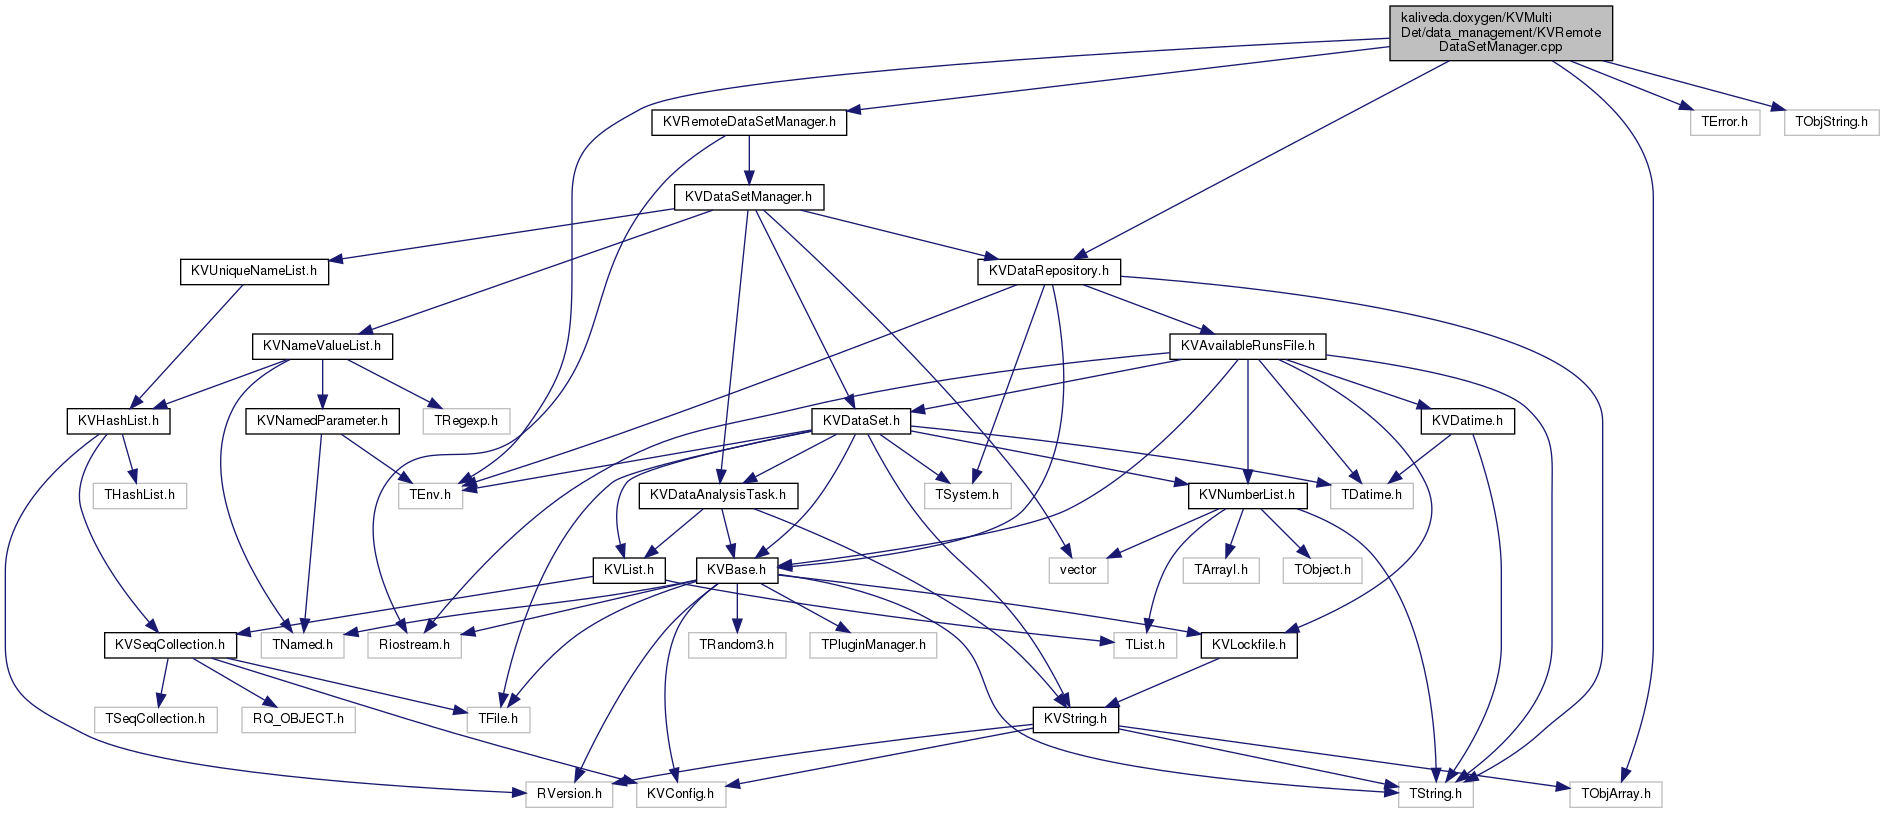 kaliveda.doxygen/KVMulti
Det/data_management/KVRemote
DataSetManager.cpp
KVRemoteDataSetManager.h
TError.h
TObjString.h
KVDataSetManager.h
KVUniqueNameList.h
KVDataRepository.h
KVNameValueList.h
KVAvailableRunsFile.h
KVHashList.h
KVNamedParameter.h
TRegexp.h
KVDataSet.h
KVDatime.h
THashList.h
TEnv.h
KVDataAnalysisTask.h
TSystem.h
KVNumberList.h
TDatime.h
KVList.h
KVBase.h
vector
TArrayI.h
TObject.h
KVSeqCollection.h
TNamed.h
Riostream.h
TRandom3.h
TPluginManager.h
TList.h
KVLockfile.h
TSeqCollection.h
RQ_OBJECT.h
TFile.h
KVString.h
RVersion.h
KVConfig.h
TString.h
TObjArray.h